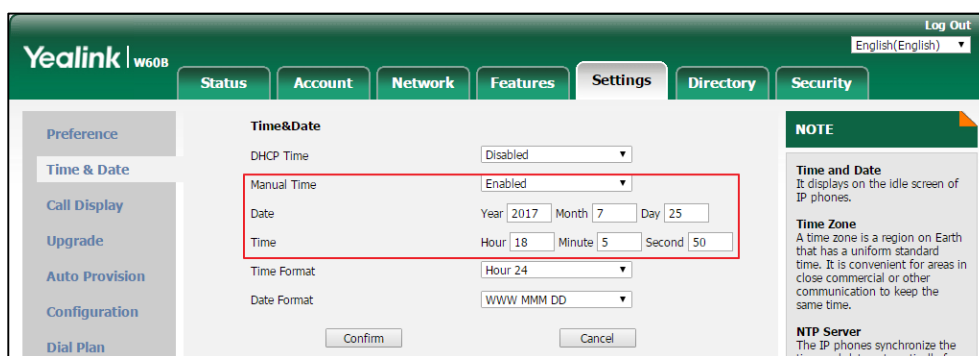 Log Out
Yealink W60B
English(English)
Status Account Network Features Settings Directory Security
Preference
Time & Date
Call Display
Upgrade
Auto Provision
Configuration
Dial Plan
Time&Date
DHCP Time Disabled
Manual Time Enabled
Date Year 2017 Month 7 Day 25
Time Hour 18 Minute 5 Second 50
Time Format Hour 24
Date Format WWW MMM DD
Confirm Cancel
NOTE
Time and Date
It displays on the idle screen of
IP phones.
Time Zone
A time zone is a region on Earth
that has a uniform standard
time. It is convenient for areas in
close commercial or other
communication to keep the
same time.
NTP Server
The IP phones synchronize the